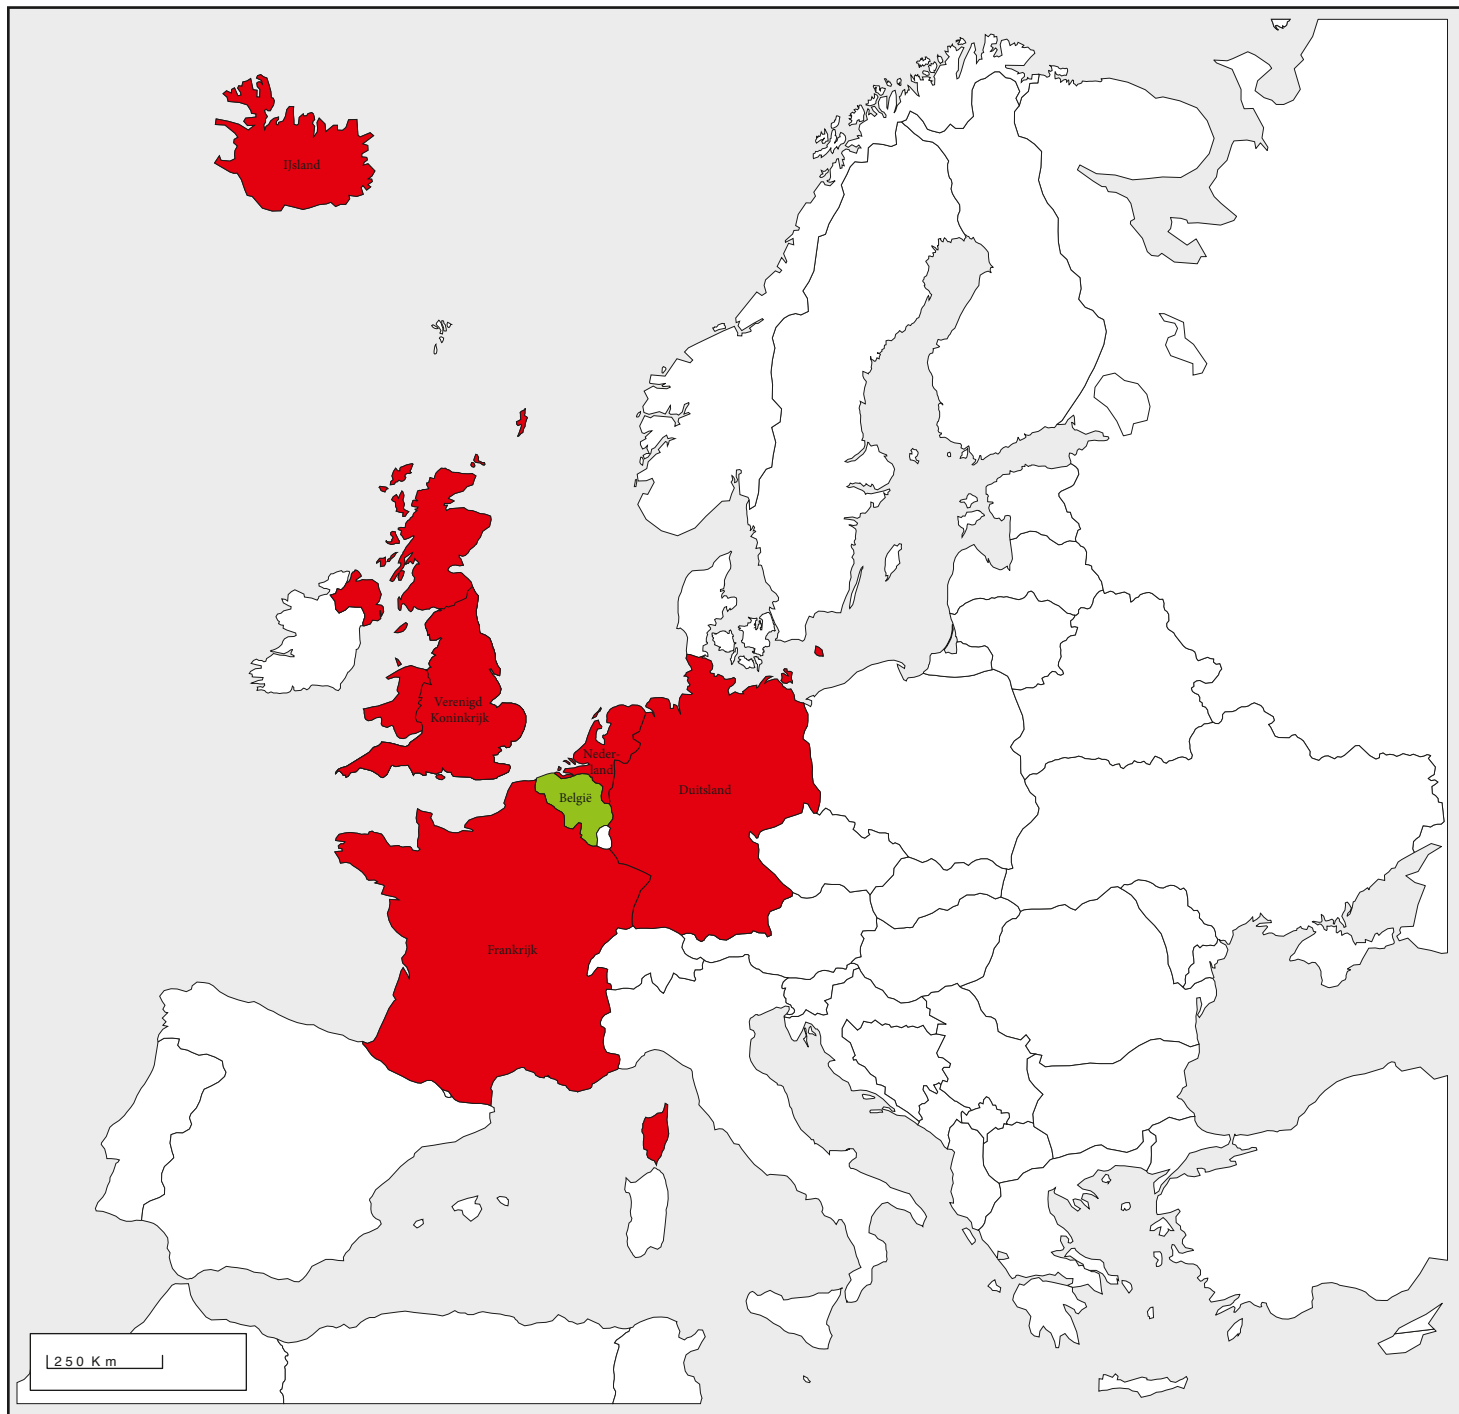 IJsland
Verenigd
Koninkrijk
Neder-
land
België
Duitsland
Frankrijk
250 Km